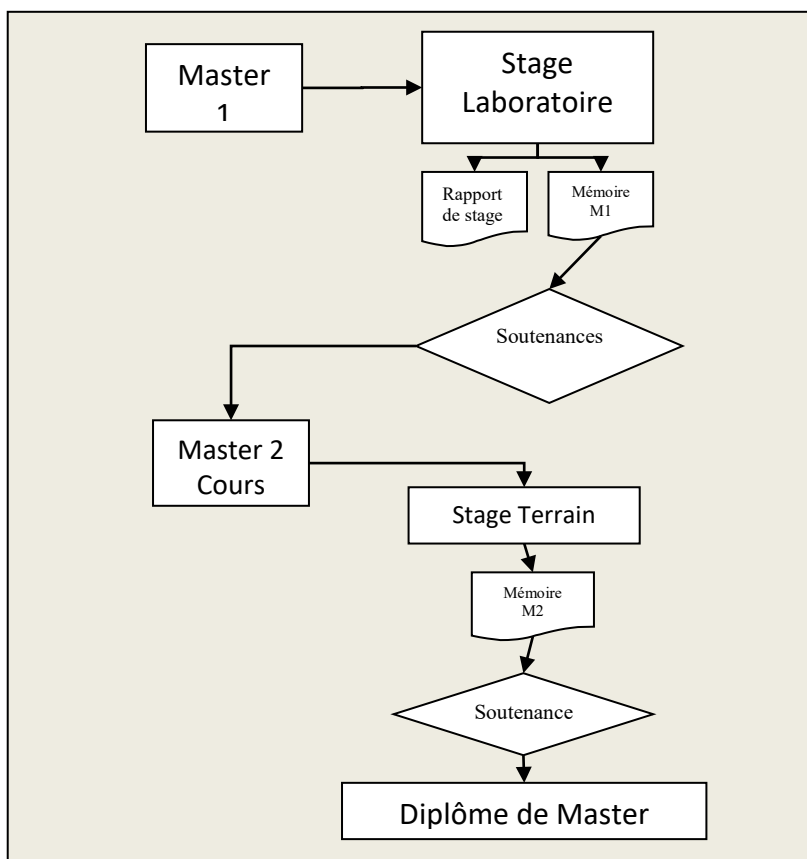 Master
1
Stage
Laboratoire
Rapport
de stage
Mémoire
M1
Soutenances
Master 2
Cours
Stage Terrain
Mémoire
M2
Soutenance
Diplôme de Master